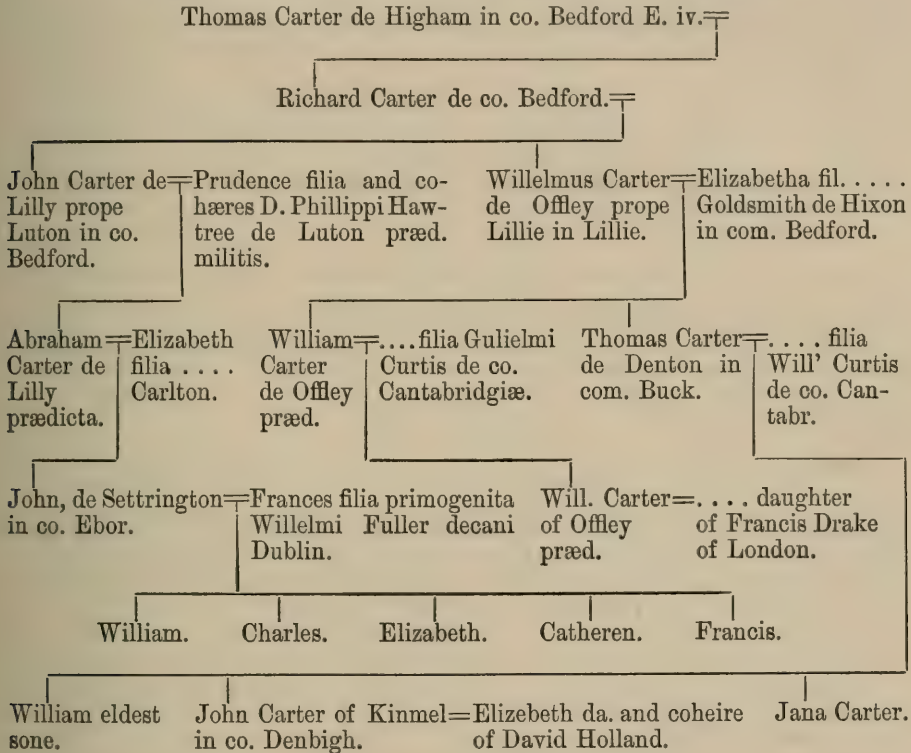 Thomas Carter de Higham in co. Bedford E. iv.
Richard Carter de co. Bedford.
John Carter de
Lilly prope
Luton in co.
Bedford.
Prudence filia and co-
hæres D. Phillippi Haw-
tree de Luton præd.
militis.
Willelmus Carter
de Offley prope
Lillie in Lillie.
Elizabetha fil. . . . .
Goldsmith de Hixon
in com. Bedford.
Abraham
Carter de
Lilly
prædicta.
Elizabeth
filia . . . .
Carlton.
William
Carter
de Offley
præd.
. . . . filia Gulielmi
Curtis de co.
Cantabridgiæ.
Thomas Carter
de Denton in
com. Buck.
. . . . filia
Will' Curtis
de co. Can-
tabr.
John, de Settrington
in co. Ebor.
Frances filia primogenita
Willelmi Fuller decani
Dublin.
Will. Carter
of Offley
præd.
=. . . . daughter
of Francis Drake
of London.
William. Charles. Elizabeth. Catheren. Francis.
William eldest
sone.
John Carter of Kinmel=
in co. Denbigh.
Elizebeth da. and coheire
of David Holland.
Jana Carter.